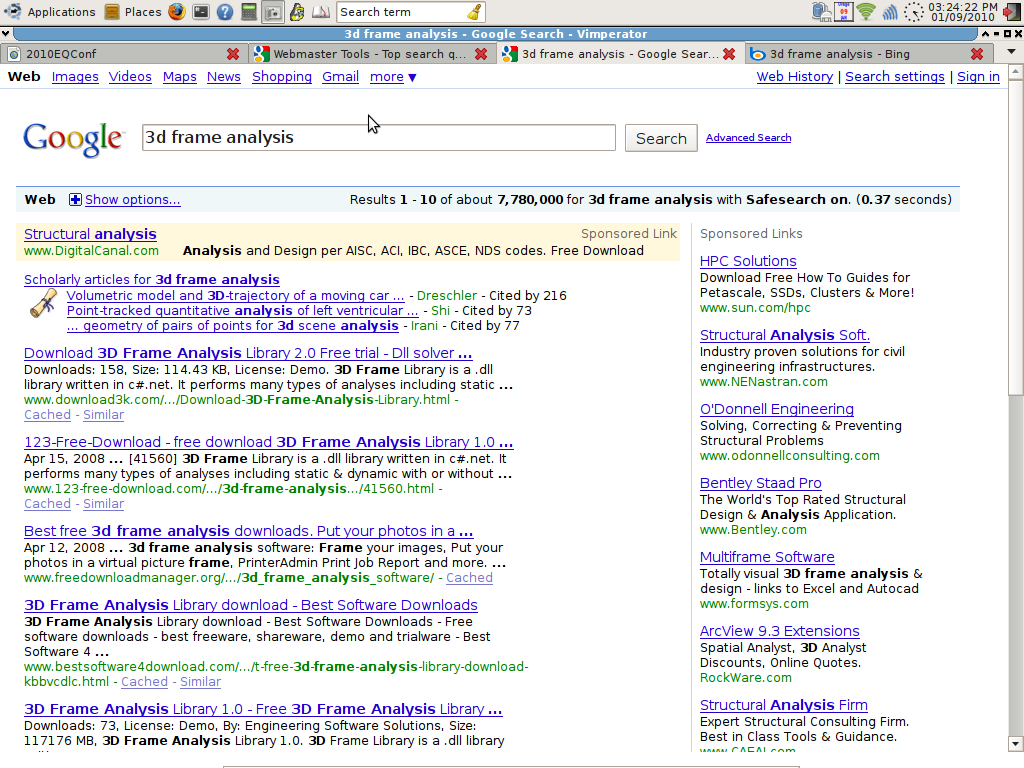 Applications Places Search term 03:24:22 PM
01/09/2010
3d frame analysis - Google Search - Vimperator
2010EQConf Webmaster Tools - Top search q... 3d frame analysis - Google Sear... 3d frame analysis - Bing
Web Images Videos Maps News Shopping Gmail more ▼ Web History | Search settings | Sign in
Google 3d frame analysis Search Advanced Search
Web Show options... Results 1 - 10 of about 7,780,000 for 3d frame analysis with Safesearch on. (0.37 seconds)
Structural analysis Sponsored Link
www.DigitalCanal.com Analysis and Design per AISC, ACI, IBC, ASCE, NDS codes. Free Download
Scholarly articles for 3d frame analysis
Volumetric model and 3D-trajectory of a moving car ... - Dreschler - Cited by 216
Point-tracked quantitative analysis of left ventricular ... - Shi - Cited by 73
... geometry of pairs of points for 3d scene analysis - Irani - Cited by 77
Download 3D Frame Analysis Library 2.0 Free trial - Dll solver ...
Downloads: 158, Size: 114.43 KB, License: Demo. 3D Frame Library is a .dll
library written in c#.net. It performs many types of analyses including static ...
www.download3k.com/.../Download-3D-Frame-Analysis-Library.html -
Cached - Similar
123-Free-Download - free download 3D Frame Analysis Library 1.0 ...
Apr 15, 2008 ... [41560] 3D Frame Library is a .dll library written in c#.net. It
performs many types of analyses including static & dynamic with or without ...
www.123-free-download.com/.../3d-frame-analysis.../41560.html -
Cached - Similar
Best free 3d frame analysis downloads. Put your photos in a ...
Apr 12, 2008 ... 3d frame analysis software: Frame your images, Put your
photos in a virtual picture frame, PrinterAdmin Print Job Report and more. ...
www.freedownloadmanager.org/.../3d_frame_analysis_software/ - Cached
3D Frame Analysis Library download - Best Software Downloads
3D Frame Analysis Library download - Best Software Downloads - Free
software downloads - best freeware, shareware, demo and trialware - Best
Software 4 ...
www.bestsoftware4download.com/.../t-free-3d-frame-analysis-library-download-
kbbvcdlc.html - Cached - Similar
3D Frame Analysis Library 1.0 - Free 3D Frame Analysis Library ...
Downloads: 73, License: Demo, By: Engineering Software Solutions, Size:
117176 MB, 3D Frame Analysis Library 1.0. 3D Frame Library is a .dll library
Sponsored Links
HPC Solutions
Download Free How To Guides for
Petascale, SSDs, Clusters & More!
www.sun.com/hpc
Structural Analysis Soft.
Industry proven solutions for civil
engineering infrastructures.
www.NENastran.com
O'Donnell Engineering
Solving, Correcting & Preventing
Structural Problems
www.odonnellconsulting.com
Bentley Staad Pro
The World's Top Rated Structural
Design & Analysis Application.
www.Bentley.com
Multiframe Software
Totally visual 3D frame analysis &
design - links to Excel and Autocad
www.formsys.com
ArcView 9.3 Extensions
Spatial Analyst, 3D Analyst
Discounts, Online Quotes.
RockWare.com
Structural Analysis Firm
Expert Structural Consulting Firm.
Best in Class Tools & Guidance.